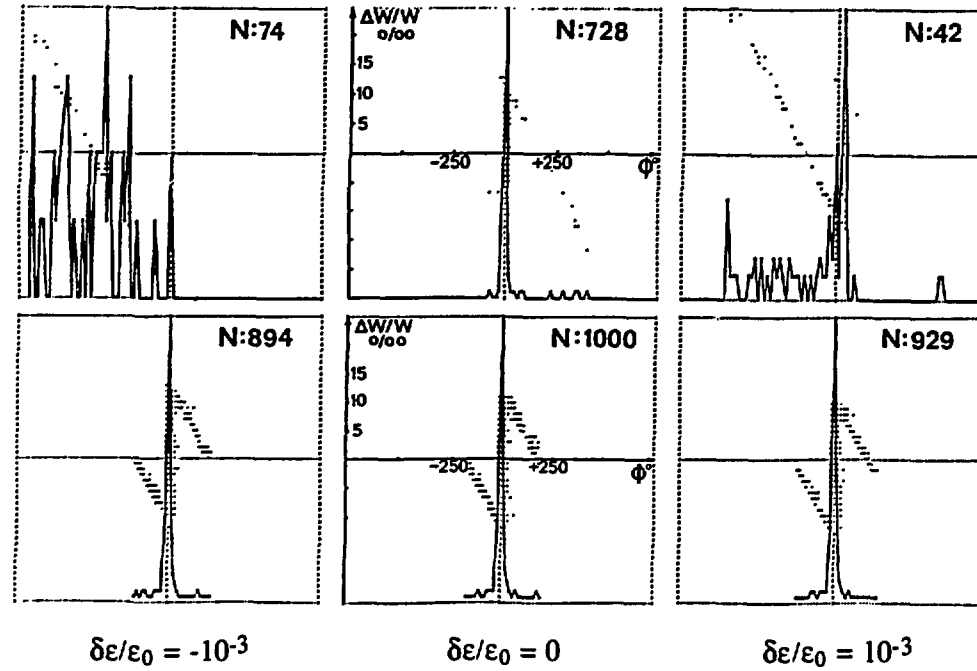 N:74
ΔW/W
o/oo
15
10
5
-250
+250
ϕ°
N:728
N:42
N:894
ΔW/W
o/oo
15
10
5
-250
+250
ϕ°
N:1000
N:929
δε/ε₀ = -10⁻³
δε/ε₀ = 0
δε/ε₀ = 10⁻³